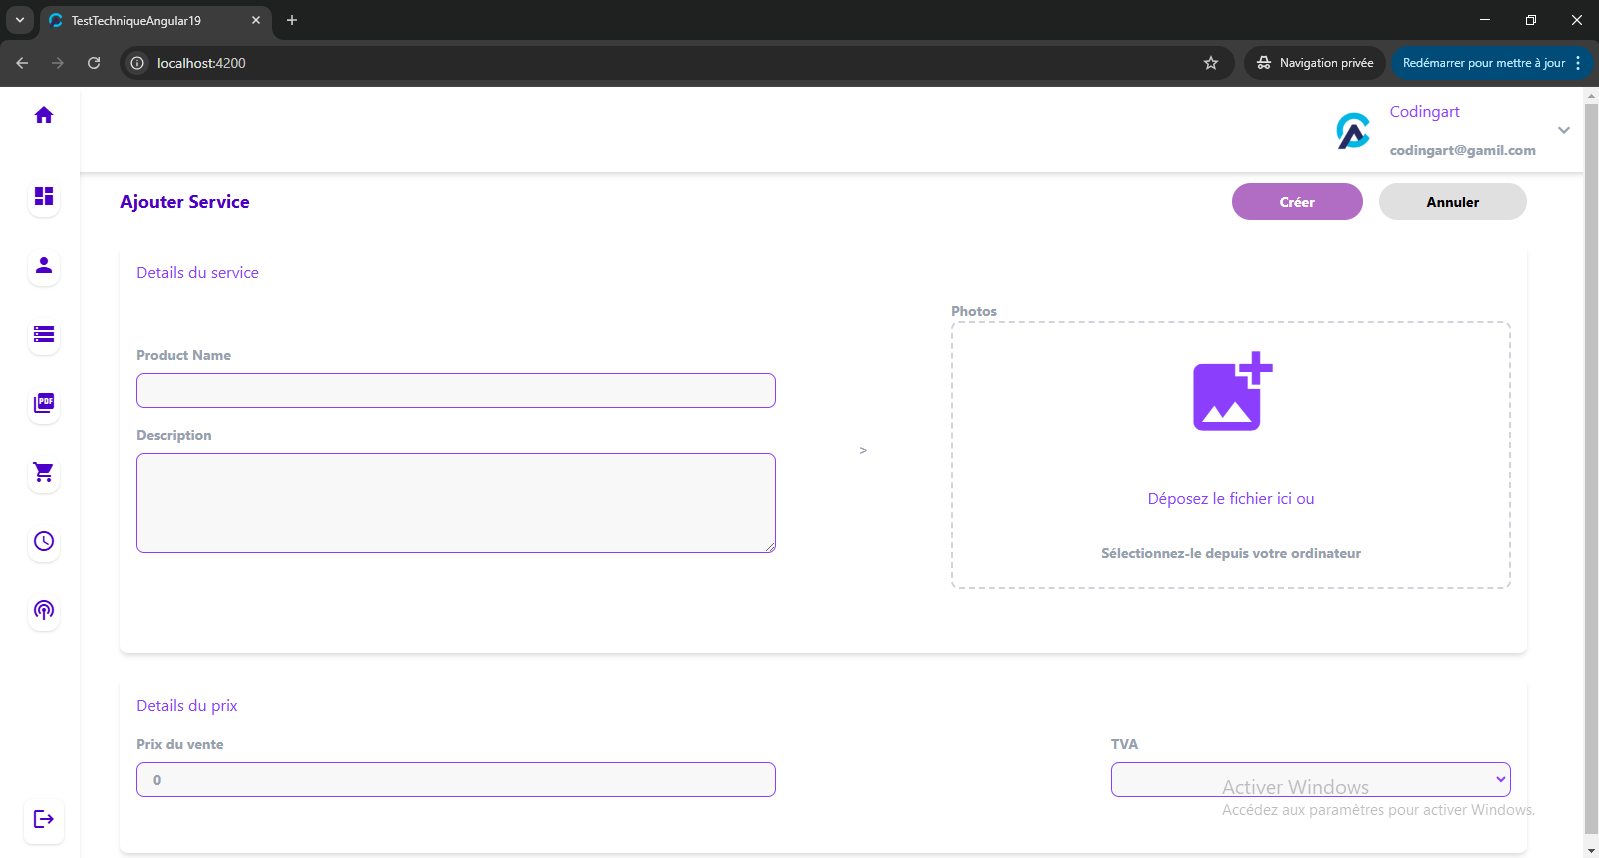 TestTechniqueAngular19
localhost:4200
Navigation privée
Redémarrer pour mettre à jour
Codingart
codingart@gamil.com
Ajouter Service
Créer
Annuler
Details du service
Photos
Product Name
Description
>
PDF
Déposez le fichier ici ou
Sélectionnez-le depuis votre ordinateur
Details du prix
Prix du vente
TVA
0
Activer Windows
Accédez aux paramètres pour activer Windows.